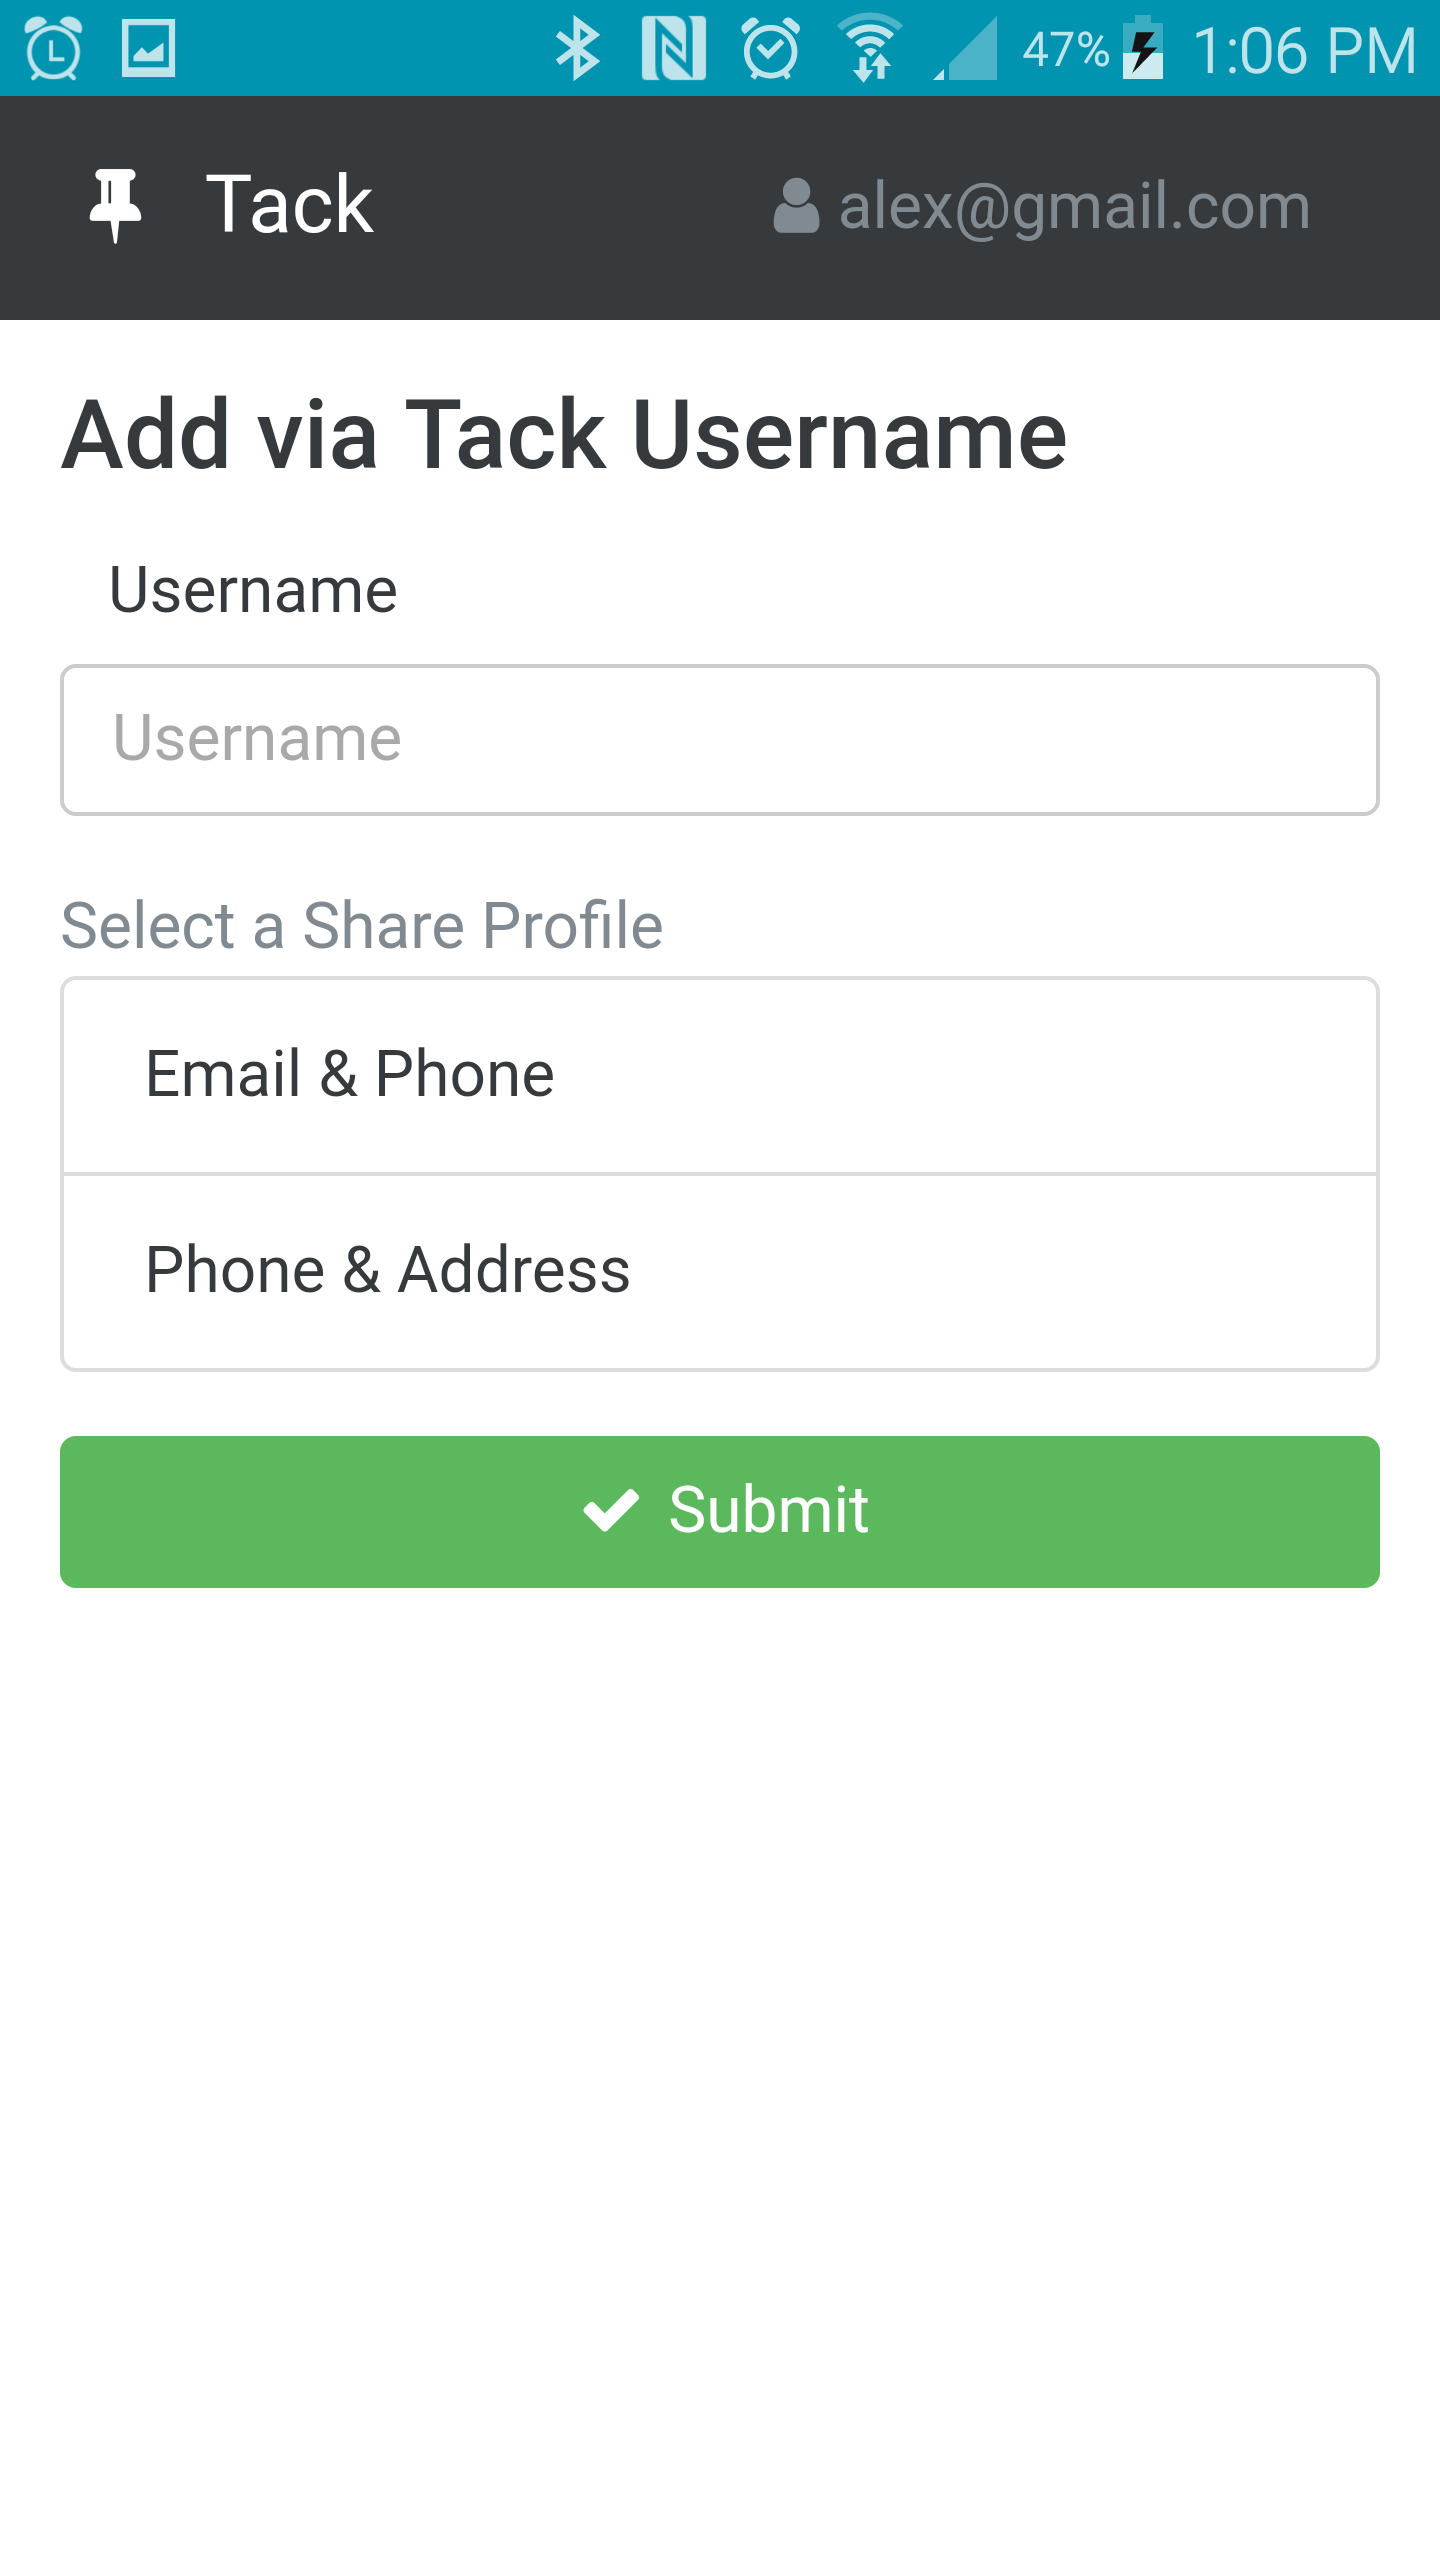 47% 1:06 PM
Tack alex@gmail.com
Add via Tack Username
Username
Username
Select a Share Profile
Email & Phone
Phone & Address
Submit